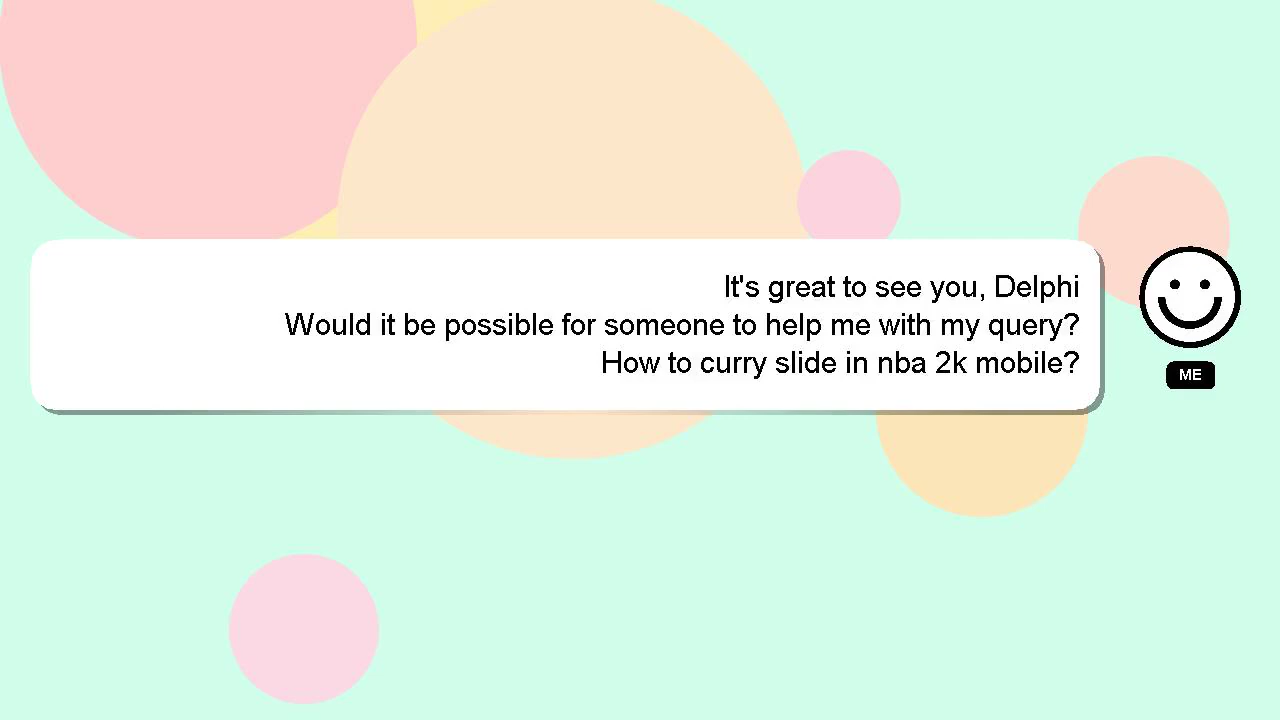 It's great to see you, Delphi
Would it be possible for someone to help me with my query?
How to curry slide in nba 2k mobile?
ME